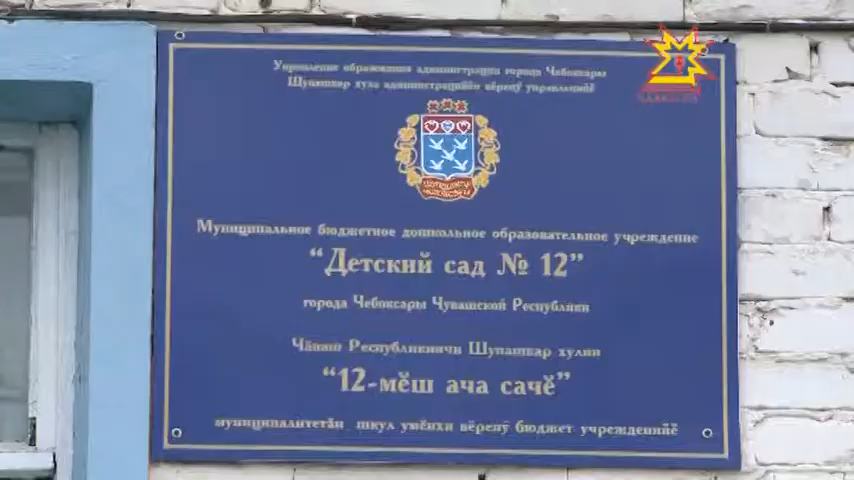 Управление образования администрации города Чебоксары
Шупашкар хула администрацийĕн вĕренÿ управленийĕ
Муниципальное бюджетное дошкольное образовательное учреждение
"Детский сад № 12"
города Чебоксары Чувашской Республики
Чăваш Республикинчи Шупашкар хулин
"12-мĕш ача сачĕ"
муниципалитетăн шкул умĕнхи вĕренÿ бюджет учрежденийĕ